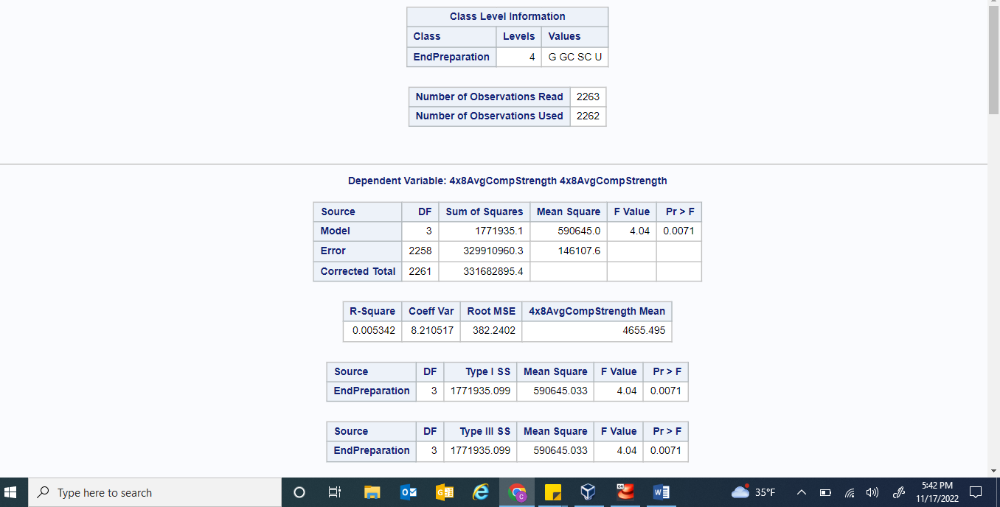 Class Level Information
Class Levels Values
EndPreparation 4 G GC SC U
Number of Observations Read 2263
Number of Observations Used 2262
Dependent Variable: 4x8AvgCompStrength 4x8AvgCompStrength
Source DF Sum of Squares Mean Square F Value Pr > F
Model 3 1771935.1 590645.0 4.04 0.0071
Error 2258 329910960.3 146107.6
Corrected Total 2261 331682895.4
R-Square Coeff Var Root MSE 4x8AvgCompStrength Mean
0.005342 8.210517 382.2402 4655.495
Source DF Type I SS Mean Square F Value Pr > F
EndPreparation 3 1771935.099 590645.033 4.04 0.0071
Source DF Type III SS Mean Square F Value Pr > F
EndPreparation 3 1771935.099 590645.033 4.04 0.0071
Type here to search
35°F
5:42 PM
11/17/2022